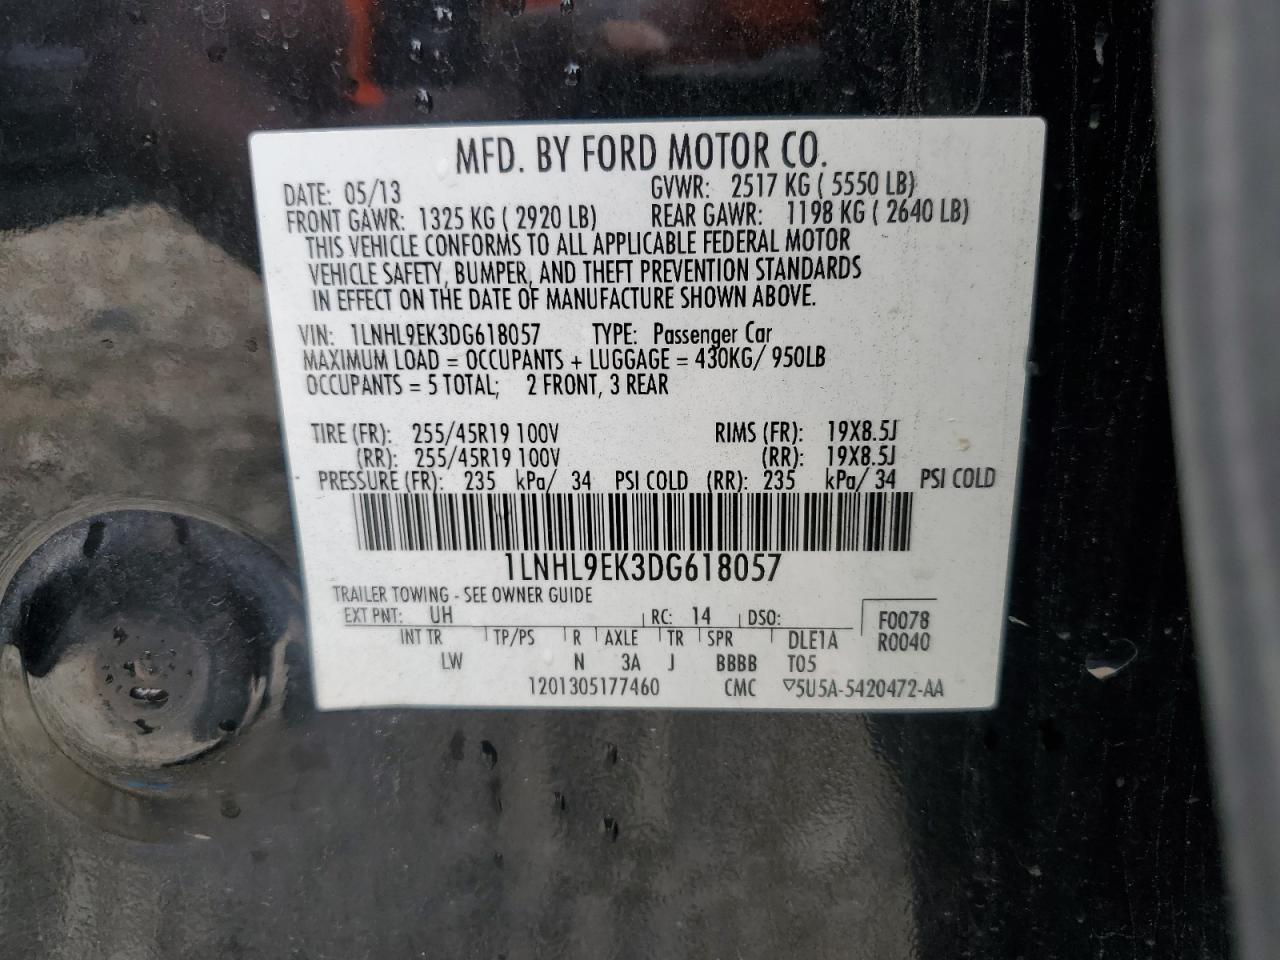 MFD. BY FORD MOTOR CO.
DATE: 05/13 GVWR: 2517 KG ( 5550 LB)
FRONT GAWR: 1325 KG ( 2920 LB) REAR GAWR: 1198 KG ( 2640 LB)
THIS VEHICLE CONFORMS TO ALL APPLICABLE FEDERAL MOTOR
VEHICLE SAFETY, BUMPER, AND THEFT PREVENTION STANDARDS
IN EFFECT ON THE DATE OF MANUFACTURE SHOWN ABOVE.
VIN: 1LNHL9EK3DG618057 TYPE: Passenger Car
MAXIMUM LOAD = OCCUPANTS + LUGGAGE = 430KG/ 950LB
OCCUPANTS = 5 TOTAL; 2 FRONT, 3 REAR
TIRE (FR): 255/45R19 100V RIMS (FR): 19X8.5J
(RR): 255/45R19 100V (RR): 19X8.5J
PRESSURE (FR): 235 kPa/ 34 PSI COLD (RR): 235 kPa/ 34 PSI COLD
1LNHL9EK3DG618057
TRAILER TOWING - SEE OWNER GUIDE
EXT PNT: UH RC: 14 DSO: F0078
INT TR TP/PS R AXLE TR SPR DLE1A R0040
LW N 3A J BBBB T05
1201305177460 CMC ▽5U5A-5420472-AA